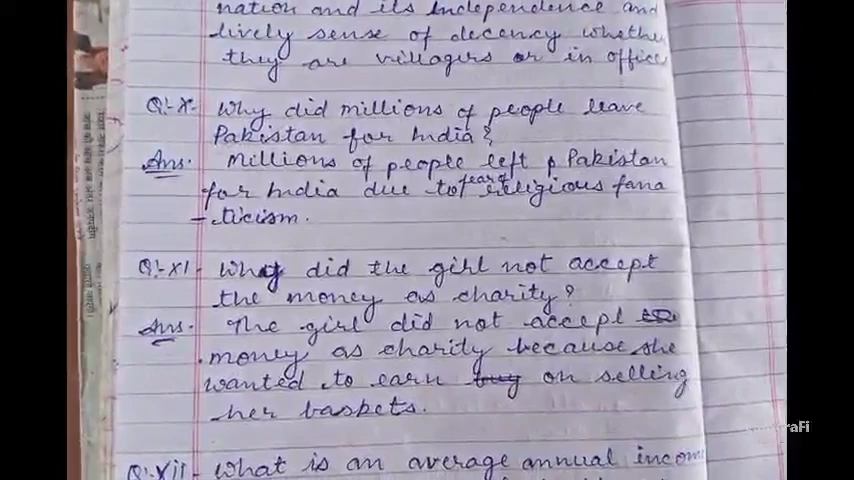 nation and its independence and
lively sense of decency whether
they are villagers or in office
Q:-X- Why did millions of people leave
Pakistan for India?
Ans. Millions of people left Pakistan
for India due to fear of religious fana
-ticism.
Q:-XI- Why did the girl not accept
the money as charity?
Ans. The girl did not accept
money as charity because she
wanted to earn on selling
her baskets.
Q:-XII- What is an average annual incom